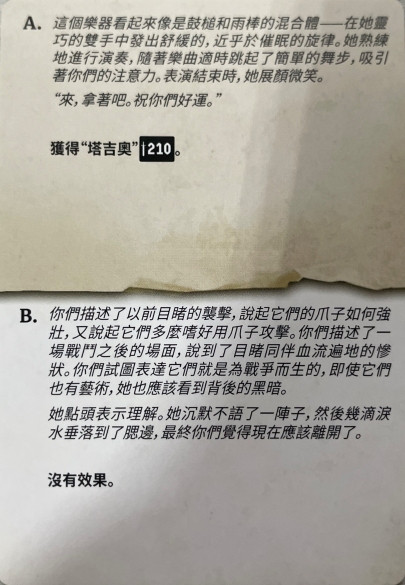 A. 這個樂器看起來像是鼓槌和雨棒的混合體——在她靈
巧的雙手中發出舒緩的,近乎於催眠的旋律。她熟練
地進行演奏,隨著樂曲適時跳起了簡單的舞步,吸引
著你們的注意力。表演結束時,她展顏微笑。
“來,拿著吧。祝你們好運。”
獲得“塔吉奧”†210。
B. 你們描述了以前目睹的襲擊,說起它們的爪子如何強
壯,又說起它們多麼嗜好用爪子攻擊。你們描述了一
場戰鬥之後的場面,說到了目睹同伴血流遍地的慘
狀。你們試圖表達它們就是為戰爭而生的,即使它們
也有藝術,她也應該看到背後的黑暗。
她點頭表示理解。她沉默不語了一陣子,然後幾滴淚
水垂落到了腮邊,最終你們覺得現在應該離開了。
沒有效果。